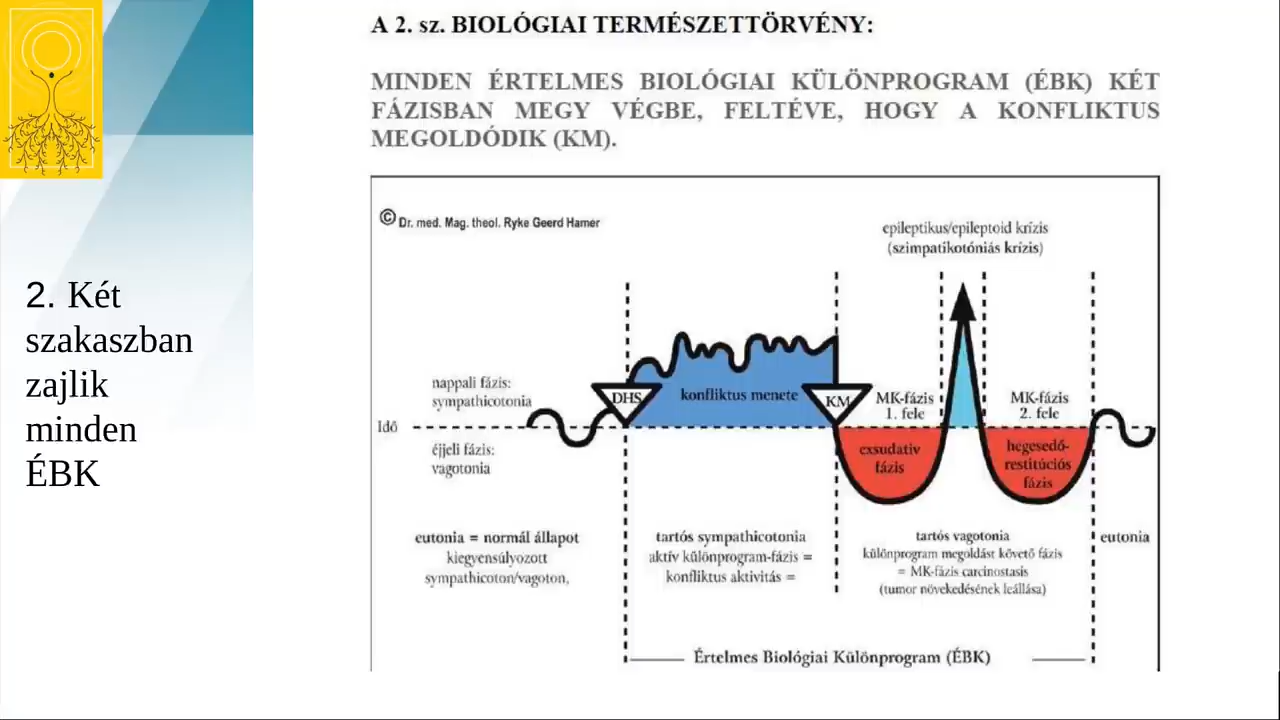 A 2. sz. BIOLÓGIAI TERMÉSZETTÖRVÉNY:
MINDEN ÉRTELMES BIOLÓGIAI KÜLÖNPROGRAM (ÉBK) KÉT
FÁZISBAN MEGY VÉGBE, FELTÉVE, HOGY A KONFLIKTUS
MEGOLDÓDIK (KM).
2. Két
szakaszban
zajlik
minden
ÉBK
© Dr. med. Mag. theol. Ryke Geerd Hamer
epileptikus/epileptoid krízis
(szimpatikotóniás krízis)
nappali fázis:
sympathicotonia
Idő
éjjeli fázis:
vagotonia
DHS
konfliktus menete
KM
MK-fázis
1. fele
exsudativ
fázis
MK-fázis
2. fele
hegesedő-
restitúciós
fázis
eutonia = normál állapot
kiegyensúlyozott
sympathicoton/vagoton,
tartós sympathicotonia
aktív különprogram-fázis =
konfliktus aktivitás =
tartós vagotonia
különprogram megoldást követő fázis
= MK-fázis carcinostasis
(tumor növekedésének leállása)
eutonia
Értelmes Biológiai Különprogram (ÉBK)